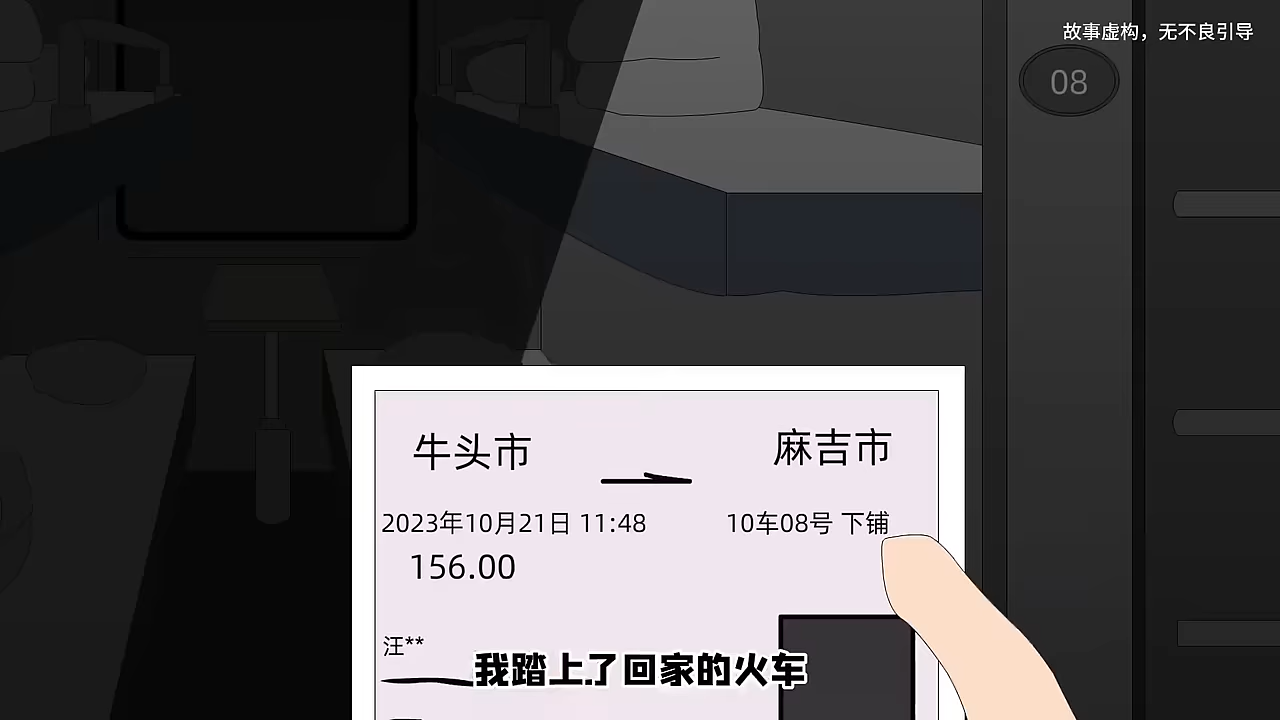 故事虚构，无不良引导
08
牛头市
麻吉市
2023年10月21日 11:48
10车08号 下铺
156.00
汪**
我踏上了回家的火车